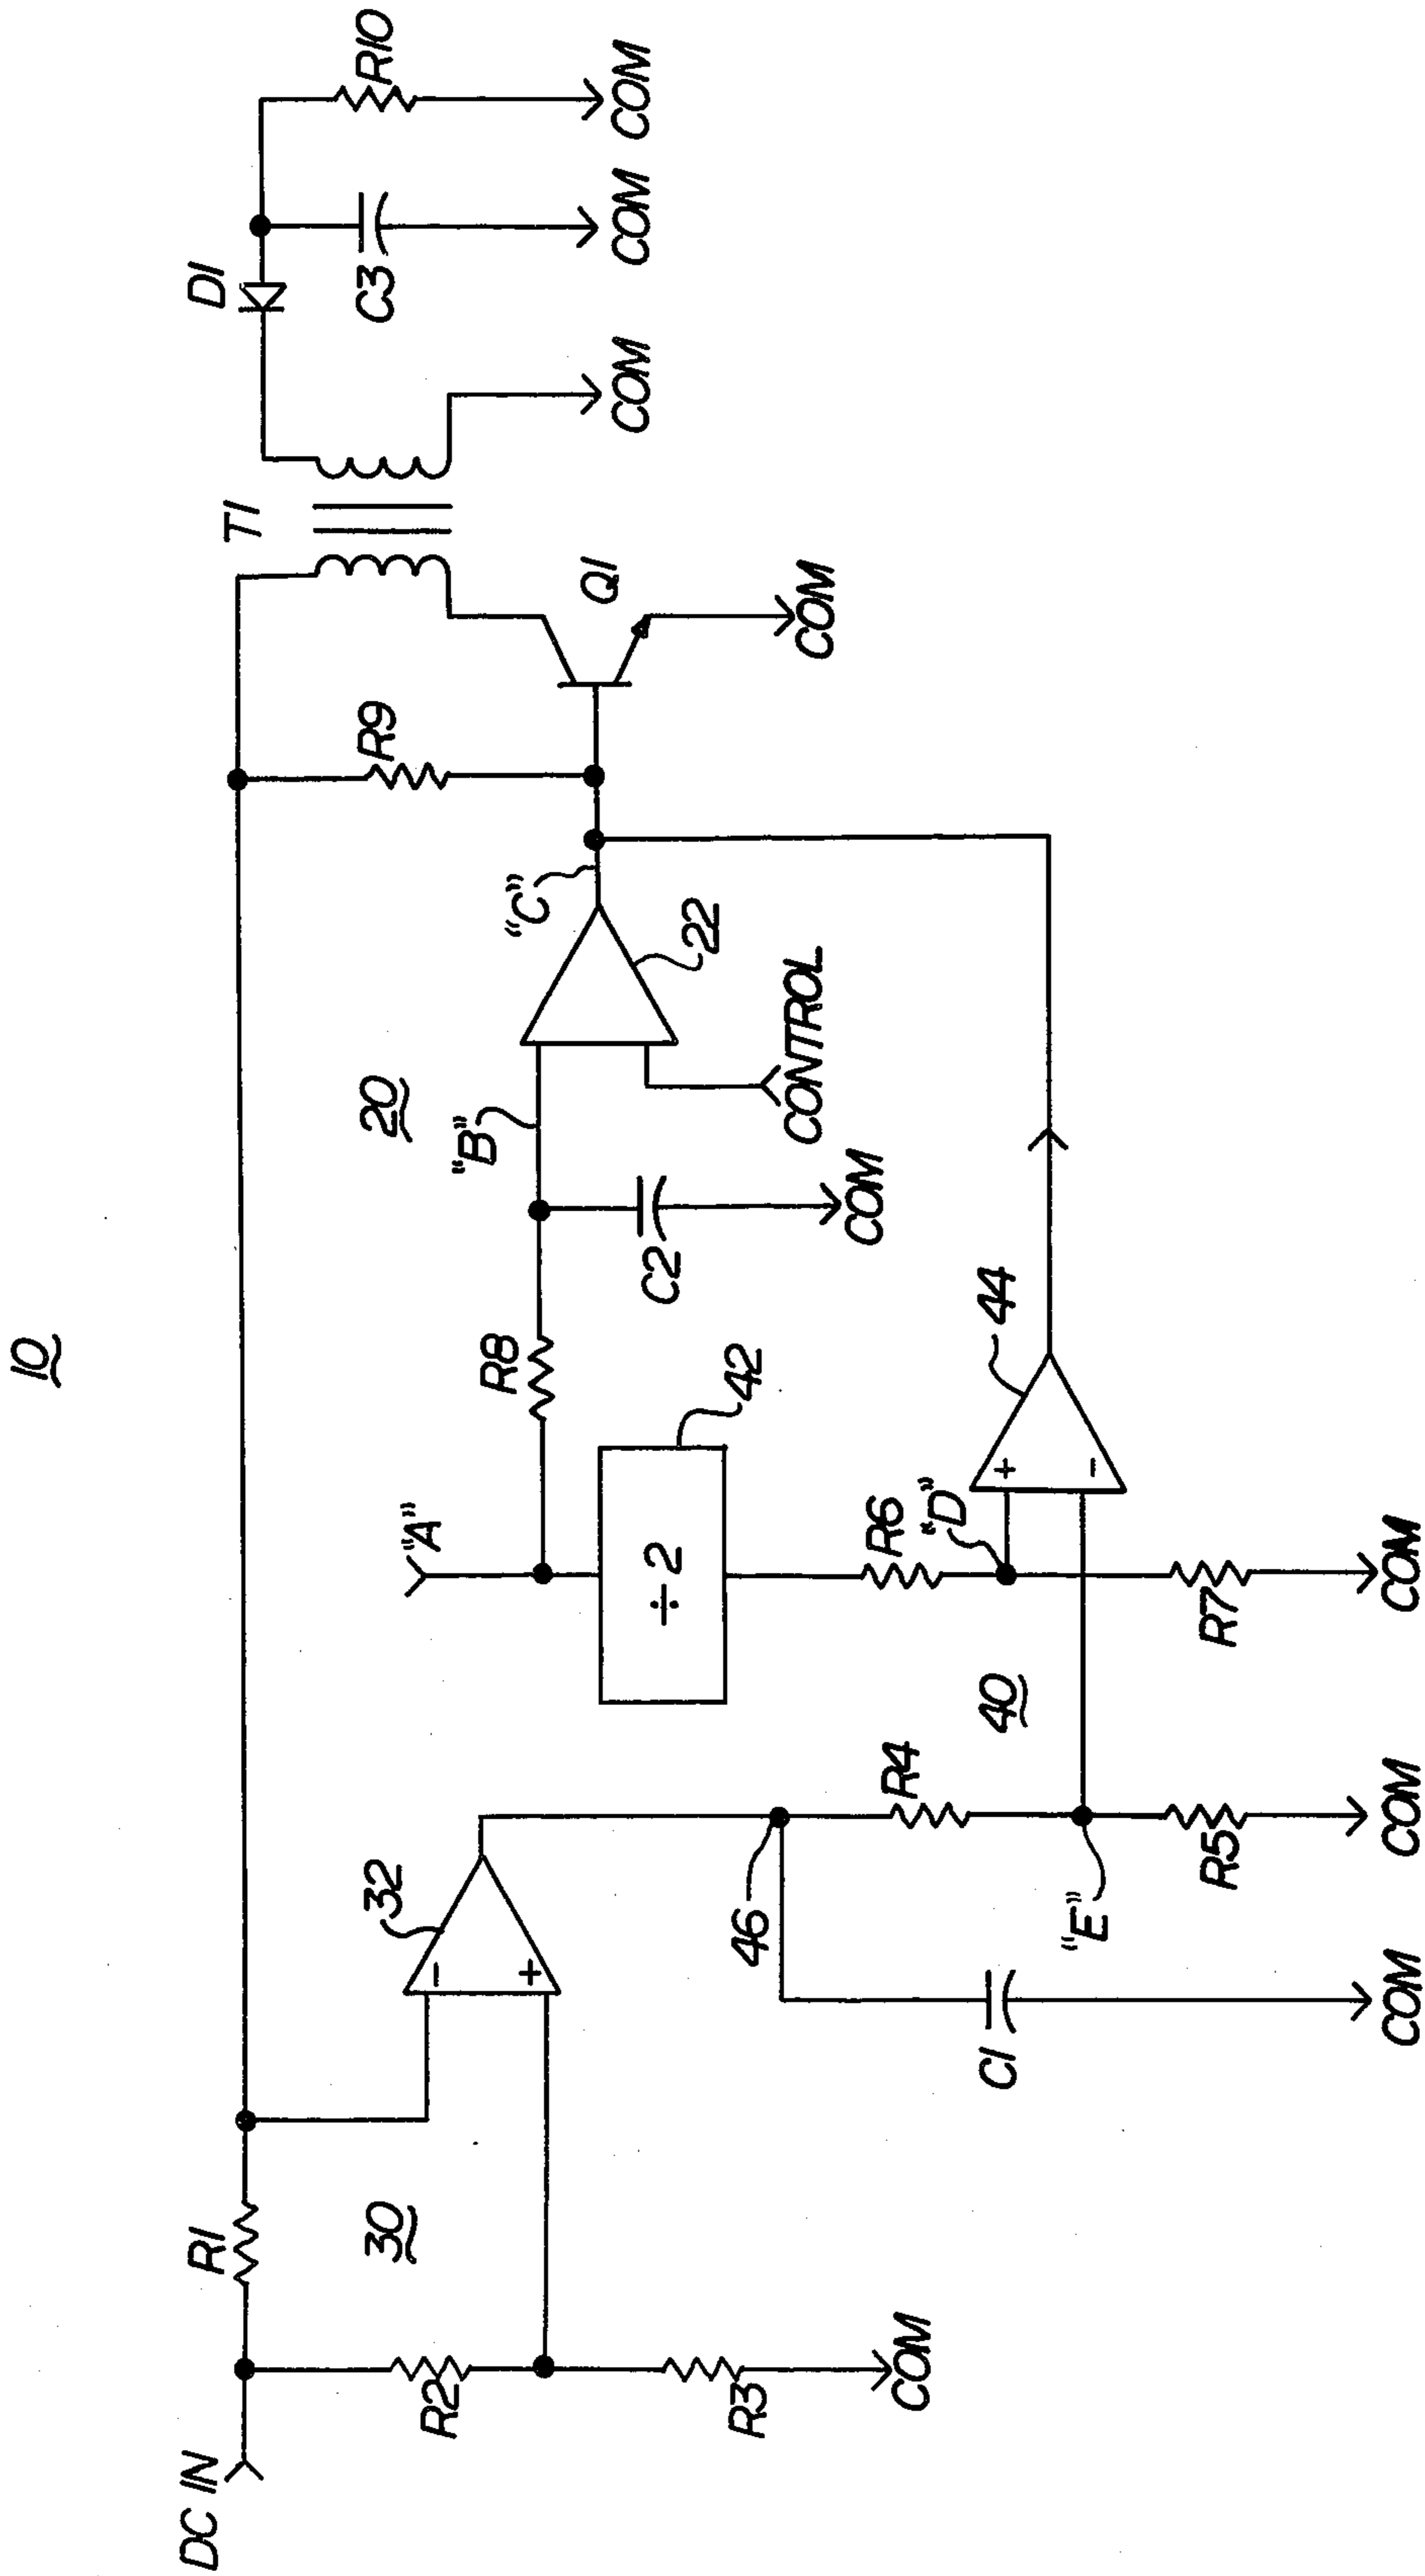 10
DC IN
R1
R2
R3
COM
30
32
-
+
46
C1
COM
R4
"E"
R5
COM
40
"A"
÷2
42
R6
"D"
R7
COM
+
-
44
R8
C2
COM
20
"B"
CONTROL
22
"C"
R9
Q1
COM
T1
COM
D1
C3
COM
R10
COM